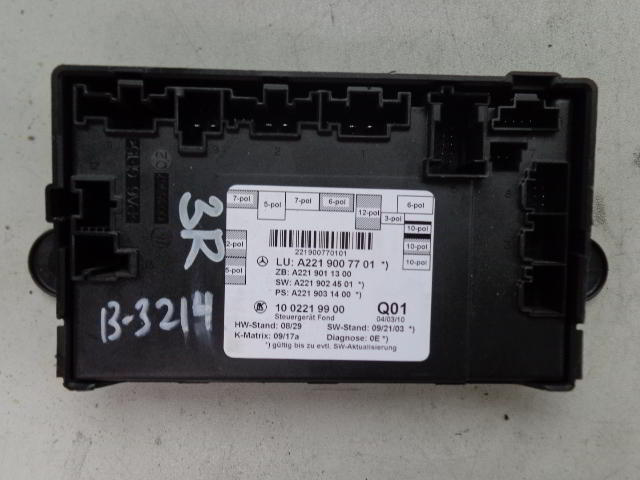 7-pol
5-pol
7-pol
6-pol
12-pol
3-pol
6-pol
10-pol
10-pol
10-pol
2-pol
5-pol
221900770101
LU: A221 900 77 01 *)
ZB: A221 901 13 00
SW: A221 902 45 01 *)
PS: A221 903 14 00 *)
10 0221 99 00
Steuergerät Fond
Q01
04/03/10
HW-Stand: 08/29
SW-Stand: 09/21/03 *)
K-Matrix: 09/17a
Diagnose: 0E *)
*) gültig bis zu evtl. SW-Aktualisierung
3R
B-3214